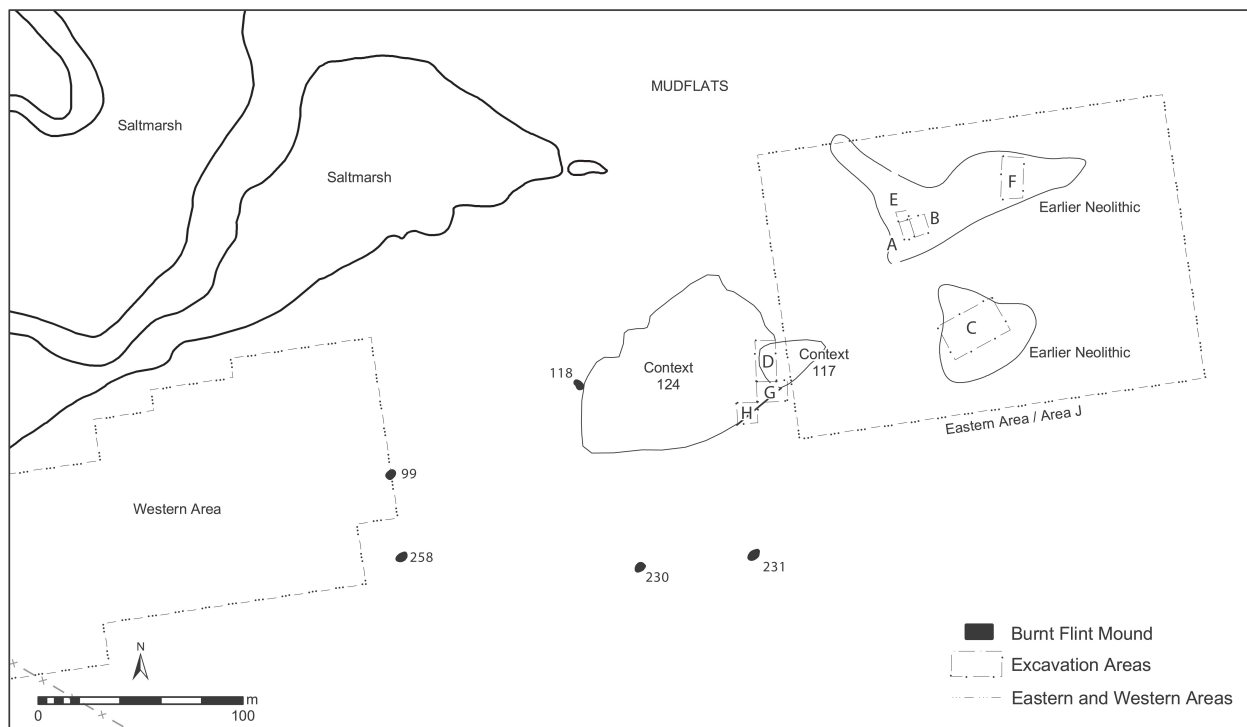 MUDFLATS
Saltmarsh
Saltmarsh
E
B
A
F
Earlier Neolithic
C
Earlier Neolithic
Context
124
D
Context
117
G
H
118
Eastern Area / Area J
99
Western Area
258
230
231
N
m
0
100
Burnt Flint Mound
Excavation Areas
Eastern and Western Areas